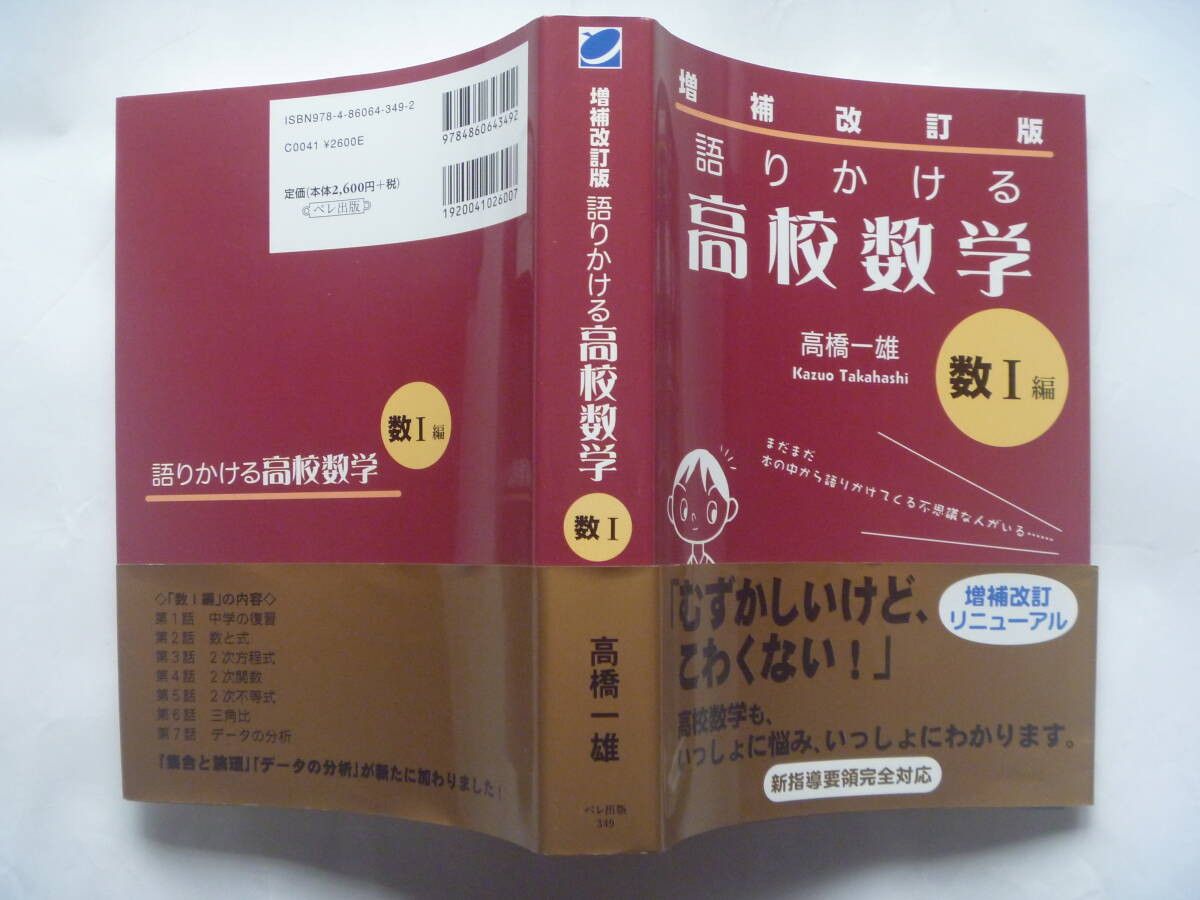 増補改訂版
語りかける
高校数学
高橋一雄
Kazuo Takahashi
数Ⅰ編
まだまだ
本の中から語りかけてくる不思議な人がいる……
「むずかしいけど、
こわくない！」
増補改訂
リニューアル
高校数学も、
いっしょに悩み、いっしょにわかります。
新指導要領完全対応
増補改訂版 語りかける高校数学
数Ⅰ
高橋一雄
ベレ出版
349
ISBN978-4-86064-349-2
C0041 ¥2600E
定価(本体2,600円+税)
ベレ出版
9784860643492
1920041026007
数Ⅰ編
語りかける高校数学
◇「数Ⅰ編」の内容◇
第1話 中学の復習
第2話 数と式
第3話 2次方程式
第4話 2次関数
第5話 2次不等式
第6話 三角比
第7話 データの分析
「集合と論理」「データの分析」が新たに加わりました！